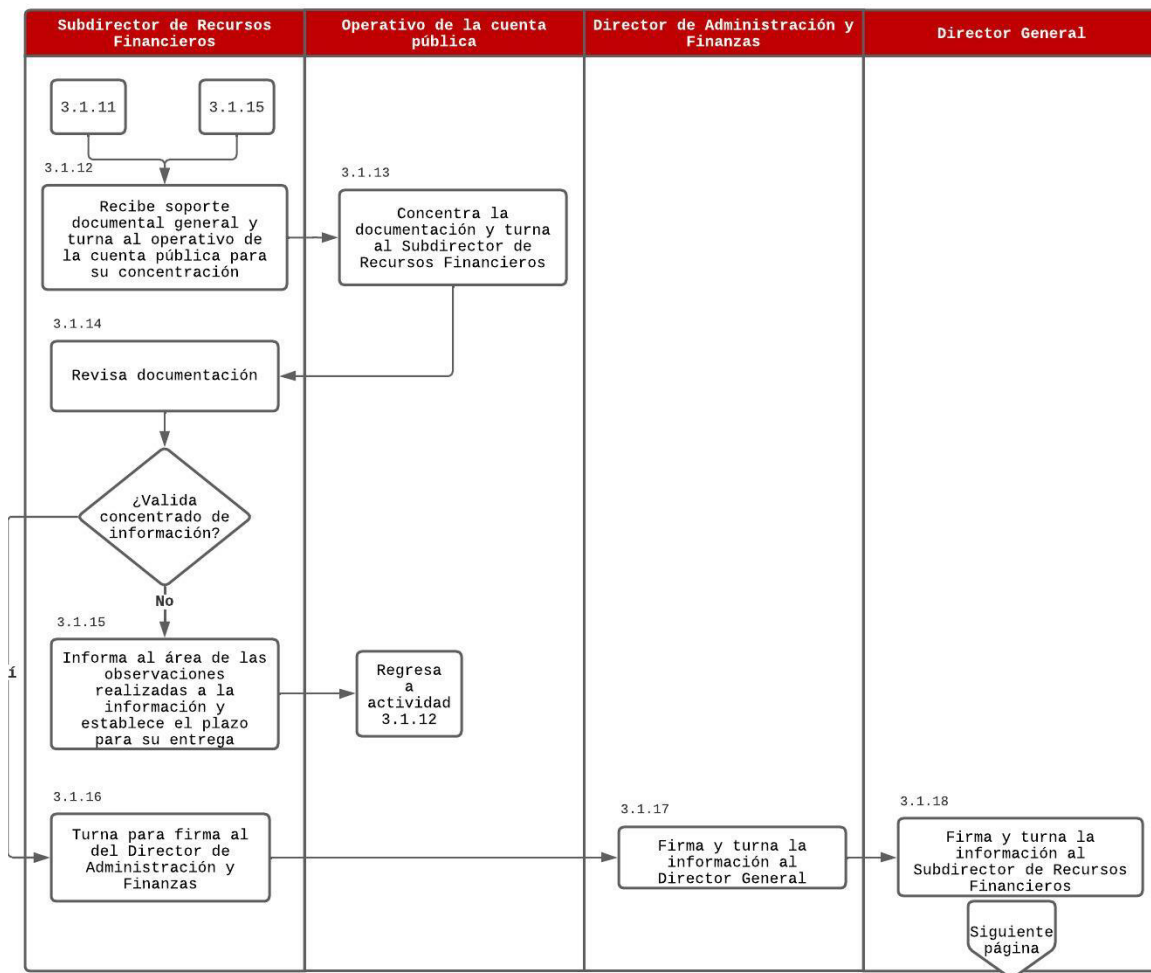 Subdirector de Recursos
Financieros
Operativo de la cuenta
pública
Director de Administración y
Finanzas
Director General
3.1.11
3.1.15
3.1.12
Recibe soporte
documental general y
turna al operativo de
la cuenta pública para
su concentración
3.1.13
Concentra la
documentación y turna
al Subdirector de
Recursos Financieros
3.1.14
Revisa documentación
¿Valida
concentrado de
información?
No
í
3.1.15
Informa al área de las
observaciones
realizadas a la
información y
establece el plazo
para su entrega
Regresa
a
actividad
3.1.12
3.1.16
Turna para firma al
del Director de
Administración y
Finanzas
3.1.17
Firma y turna la
información al
Director General
3.1.18
Firma y turna la
información al
Subdirector de Recursos
Financieros
Siguiente
página